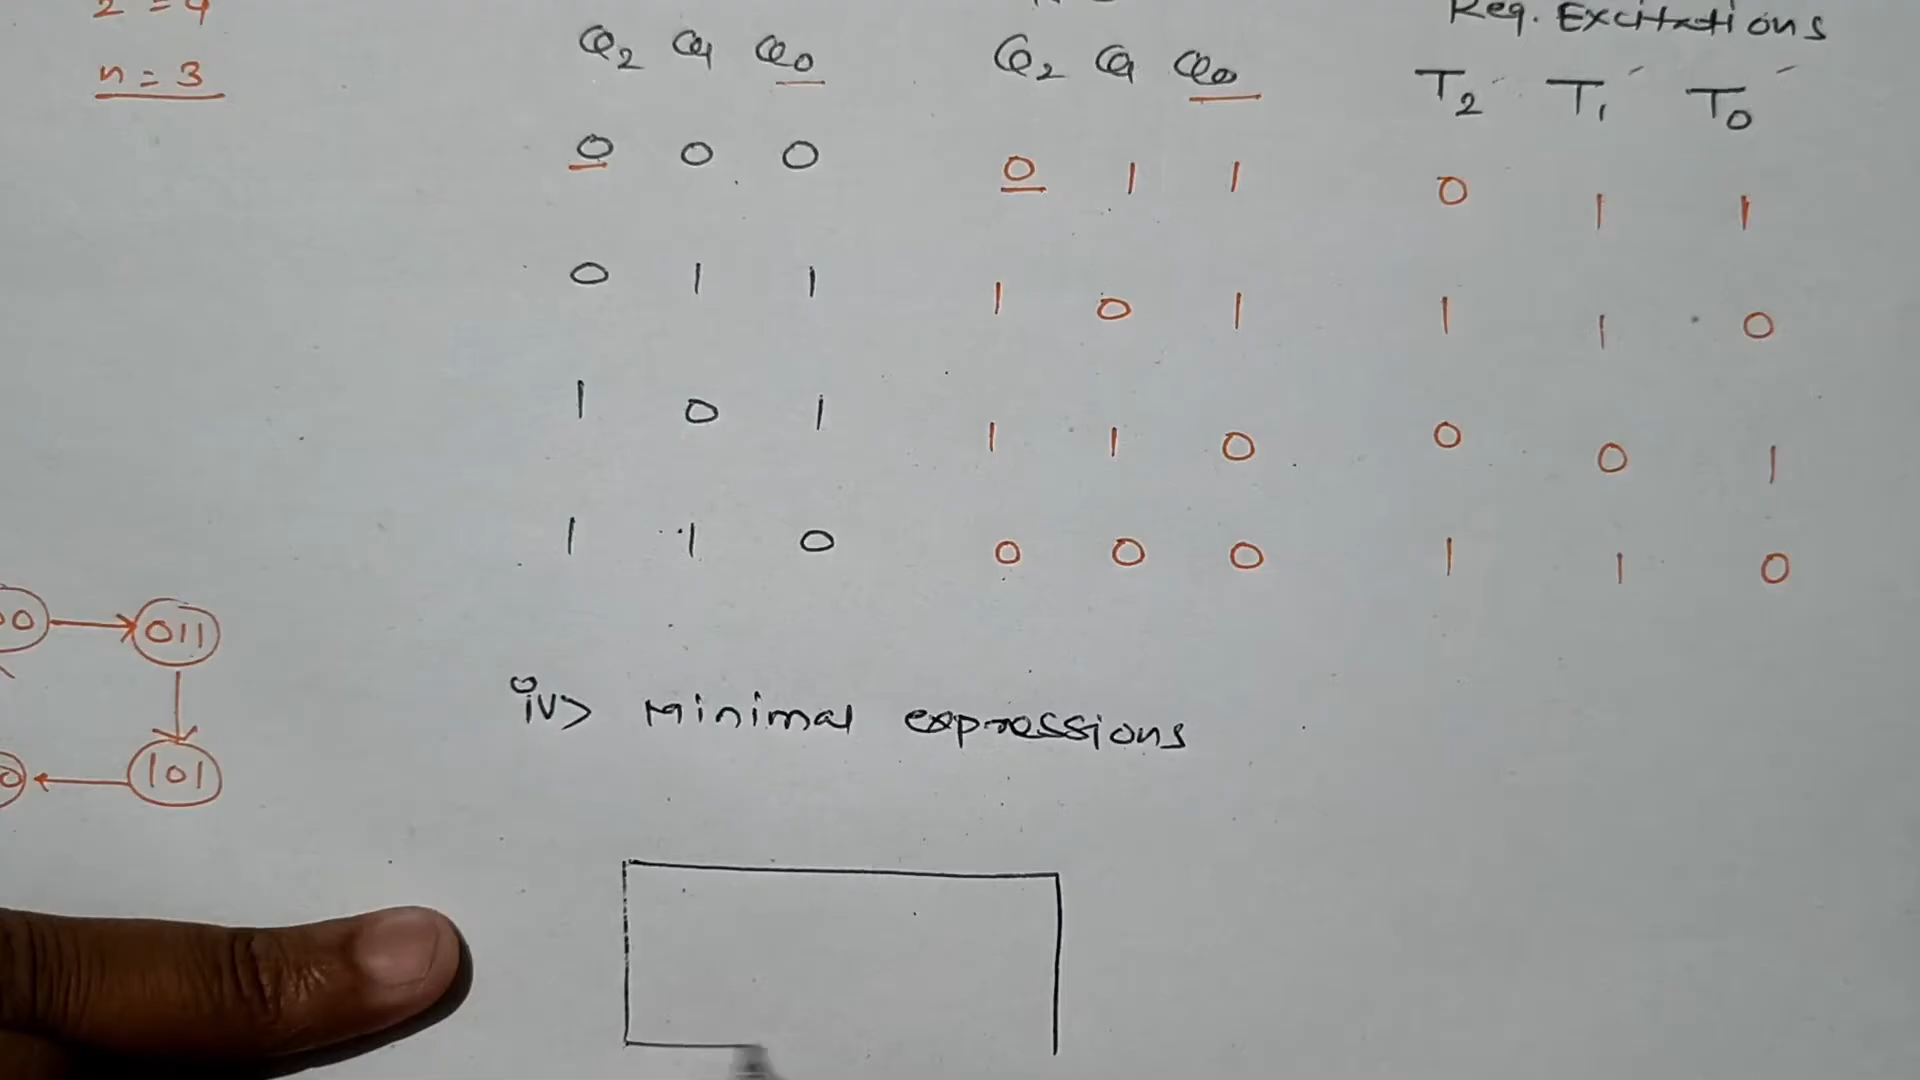 2 = 4
n = 3
Req. Excitations
Q2 Q1 Q0 Q2 Q1 Q0 T2 T1 T0
0 0 0 0 1 1 0 1 1
0 1 1 1 0 1 1 1 0
1 0 1 1 1 0 0 0 1
1 1 0 0 0 0 1 1 0
011
101
iv> Minimal expressions